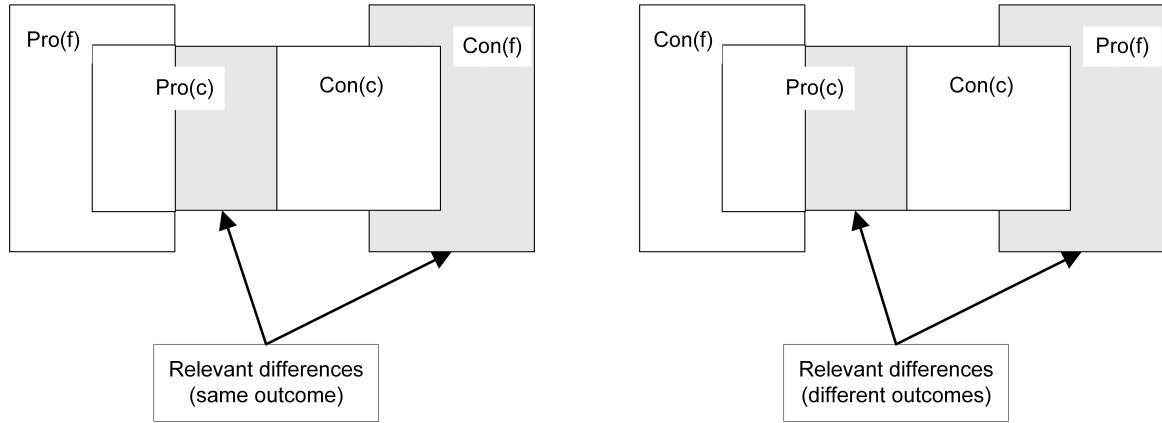 Pro(f)
Con(f)
Pro(c)
Con(c)
Relevant differences
(same outcome)
Con(f)
Pro(f)
Pro(c)
Con(c)
Relevant differences
(different outcomes)